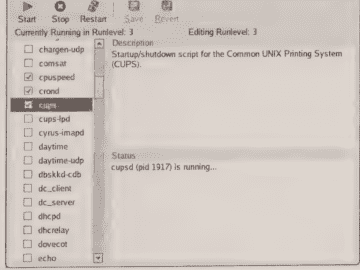 Start Stop Restart Save Revert
Currently Running in Runlevel: 3 Editing Runlevel: 3
chargen-udp
comsat
cpuspeed
crond
cups
cups-lpd
cyrus-imapd
daytime
daytime-udp
dbskkd-cdb
dc_client
dc_server
dhcpd
dhcrelay
dovecot
echo
Description
Startup/shutdown script for the Common UNIX Printing System
(CUPS).
Status
cupsd (pid 1917) is running...